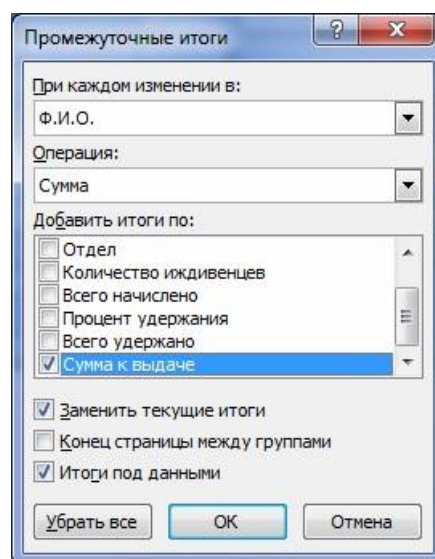 Промежуточные итоги
При каждом изменении в:
Ф.И.О.
Операция:
Сумма
Добавить итоги по:
Отдел
Количество иждивенцев
Всего начислено
Процент удержания
Всего удержано
Сумма к выдаче
Заменить текущие итоги
Конец страницы между группами
Итоги под данными
Убрать все ОК Отмена